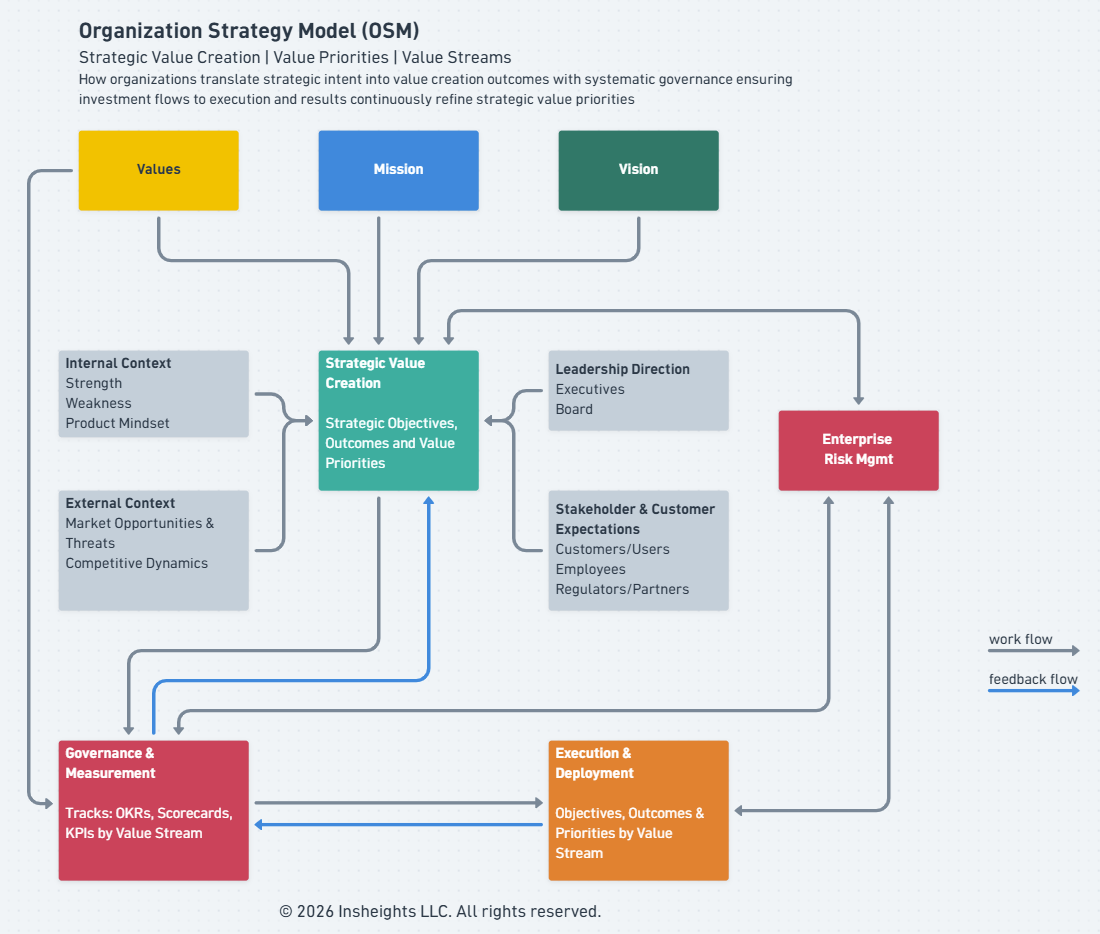 Organization Strategy Model (OSM)
Strategic Value Creation | Value Priorities | Value Streams
How organizations translate strategic intent into value creation outcomes with systematic governance ensuring
investment flows to execution and results continuously refine strategic value priorities
Values
Mission
Vision
Internal Context
Strength
Weakness
Product Mindset
Strategic Value
Creation
Strategic Objectives,
Outcomes and Value
Priorities
Leadership Direction
Executives
Board
Enterprise
Risk Mgmt
External Context
Market Opportunities &
Threats
Competitive Dynamics
Stakeholder & Customer
Expectations
Customers/Users
Employees
Regulators/Partners
work flow
feedback flow
Governance &
Measurement
Tracks: OKRs, Scorecards,
KPIs by Value Stream
Execution &
Deployment
Objectives, Outcomes &
Priorities by Value
Stream
© 2026 Insheights LLC. All rights reserved.